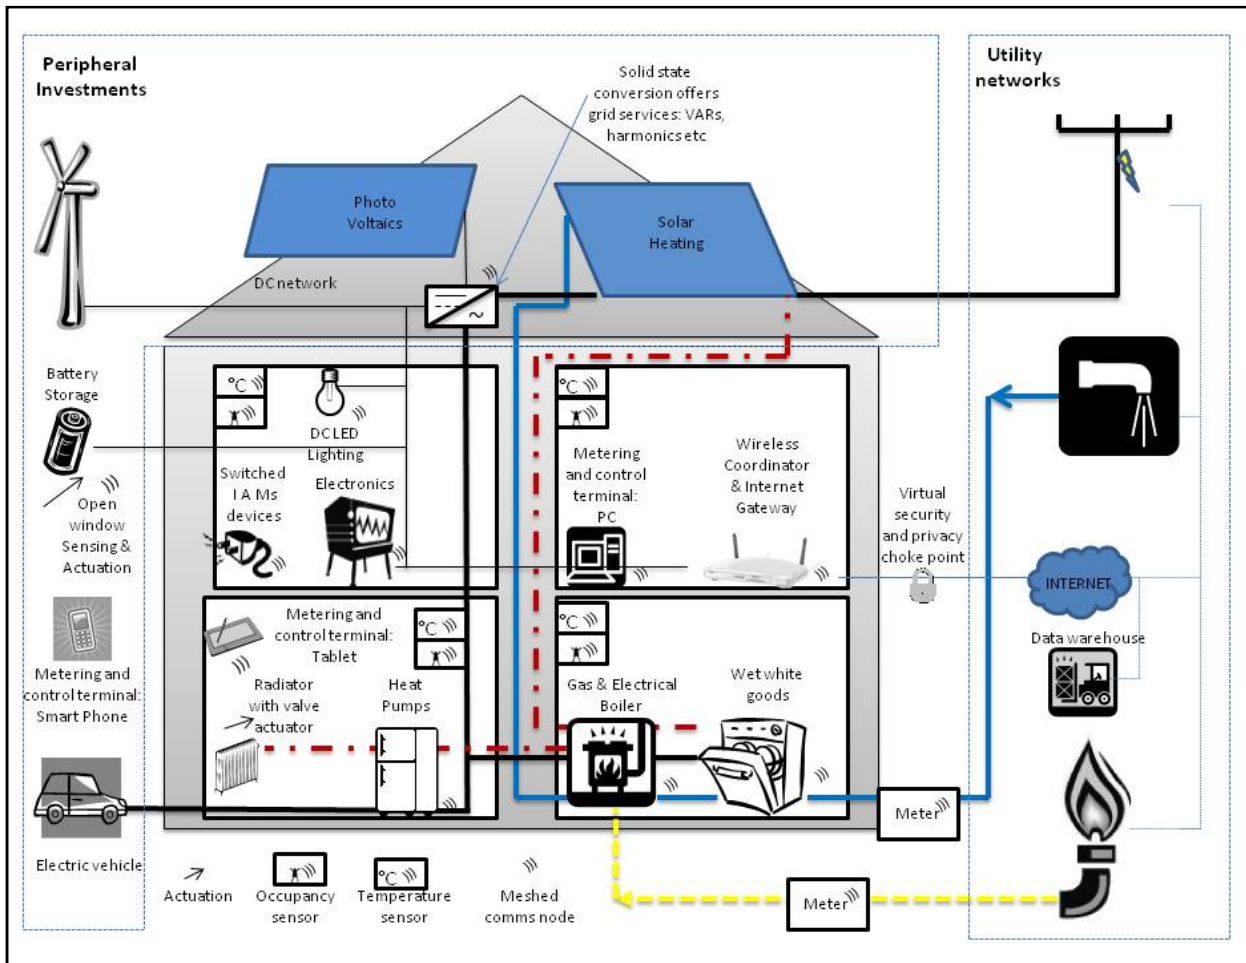 Peripheral
Investments
Solid state
conversion offers
grid services: VARs,
harmonics etc
Utility
networks
Photo
Voltaics
Solar
Heating
DC network
~
Battery
Storage
°C
DC LED
Lighting
Switched
I A Ms
devices
Electronics
°C
Metering
and control
terminal:
PC
Wireless
Coordinator
& Internet
Gateway
Virtual
security
and privacy
choke point
Open
window
Sensing &
Actuation
INTERNET
Data warehouse
Metering and
control terminal:
Tablet
°C
°C
Metering and
control terminal:
Smart Phone
Radiator
with valve
actuator
Heat
Pumps
Gas & Electrical
Boiler
Wet white
goods
Meter
Electric vehicle
Actuation
Occupancy
sensor
°C
Temperature
sensor
Meshed
comms node
Meter